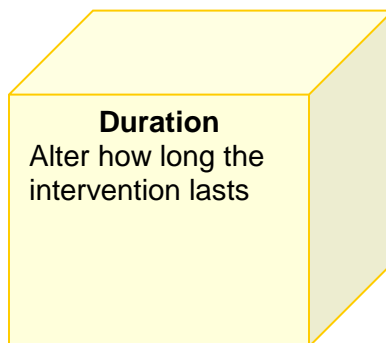 Duration
Alter how long the
intervention lasts